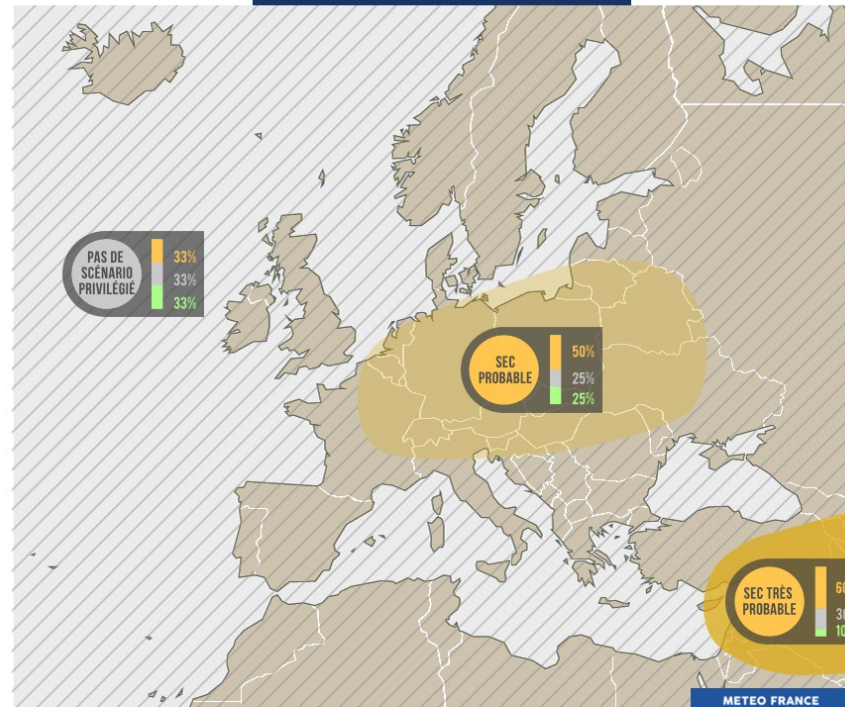 PAS DE
SCÉNARIO
PRIVILÉGIÉ
33%
33%
33%
SEC
PROBABLE
50%
25%
25%
SEC TRÈS
PROBABLE
METEO FRANCE